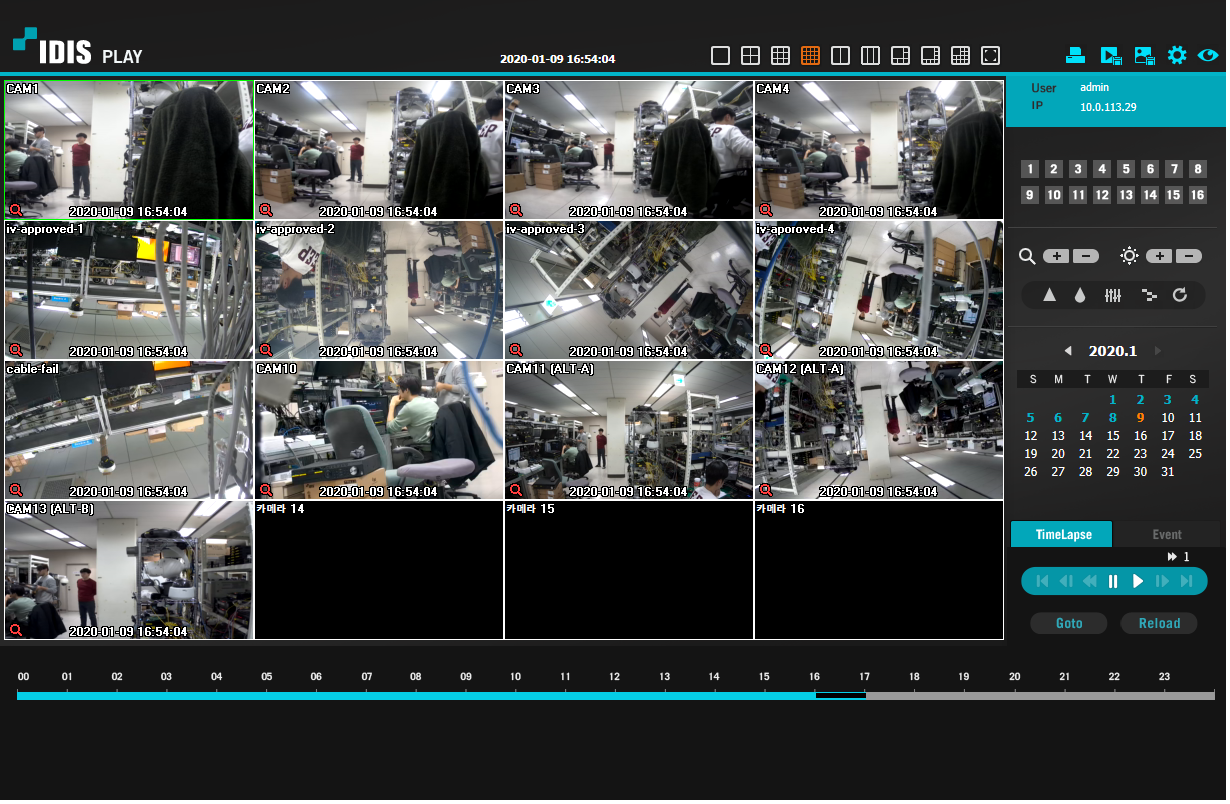 IDIS PLAY
2020-01-09 16:54:04
User admin
IP 10.0.113.29
CAM1
CAM2
CAM3
CAM4
2020-01-09 16:54:04
2020-01-09 16:54:04
2020-01-09 16:54:04
2020-01-09 16:54:04
iv-approved-1
iv-approved-2
iv-approved-3
iv-aporoved-4
2020-01-09 16:54:04
2020-01-09 16:54:04
2020-01-09 16:54:04
2020-01-09 16:54:04
cable-fail
CAM10
CAM11 (ALT-A)
CAM12 (ALT-A)
2020-01-09 16:54:04
2020-01-09 16:54:04
2020-01-09 16:54:04
2020-01-09 16:54:04
CAM13 (ALT-B)
카메라 14
카메라 15
카메라 16
2020-01-09 16:54:04
1 2 3 4 5 6 7 8
9 10 11 12 13 14 15 16
2020.1
S M T W T F S
1 2 3 4
5 6 7 8 9 10 11
12 13 14 15 16 17 18
19 20 21 22 23 24 25
26 27 28 29 30 31
TimeLapse Event
1
Goto Reload
00 01 02 03 04 05 06 07 08 09 10 11 12 13 14 15 16 17 18 19 20 21 22 23